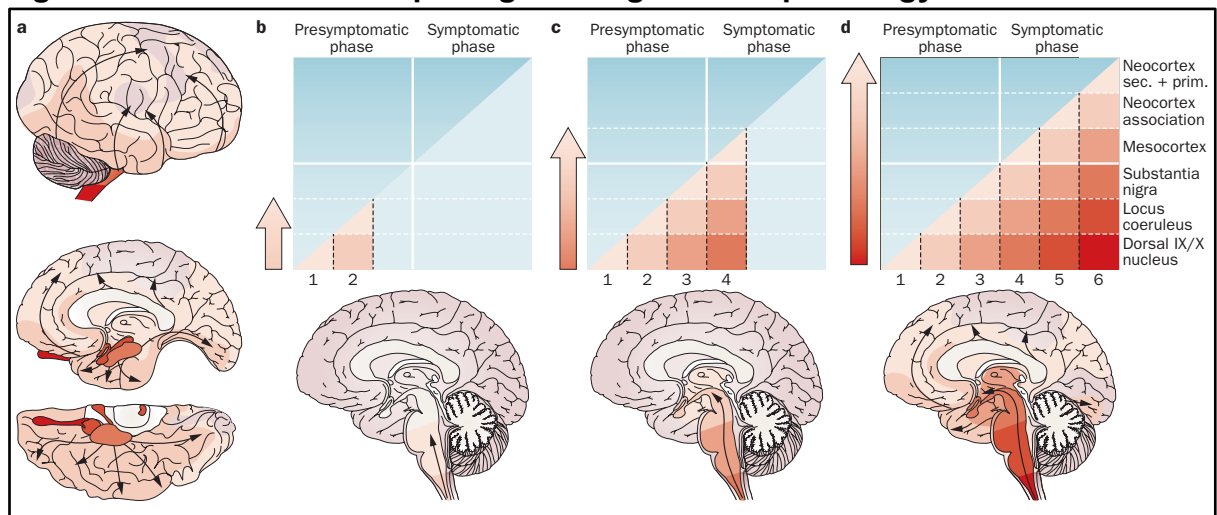 a
b
Presymptomatic phase
Symptomatic phase
1 2
c
Presymptomatic phase
Symptomatic phase
1 2 3 4
d
Presymptomatic phase
Symptomatic phase
Neocortex
sec. + prim.
Neocortex
association
Mesocortex
Substantia
nigra
Locus
coeruleus
Dorsal IX/X
nucleus
1 2 3 4 5 6